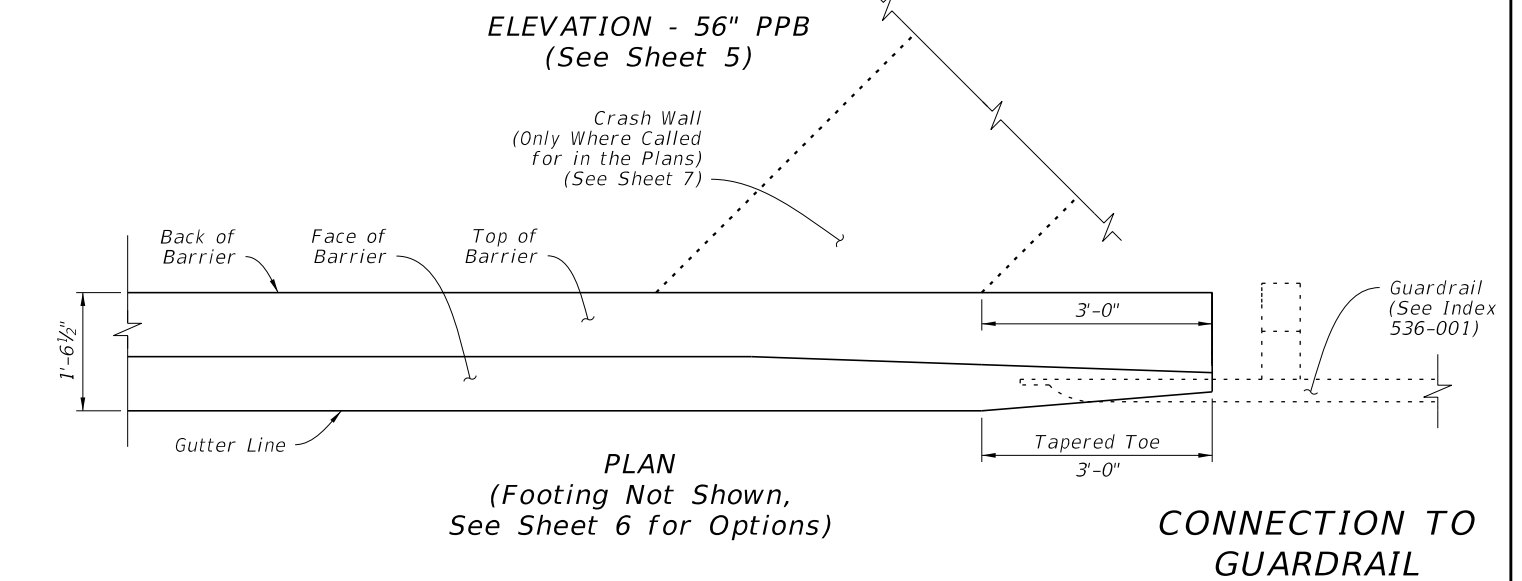 ELEVATION - 56" PPB
(See Sheet 5)
Crash Wall
(Only Where Called
for in the Plans)
(See Sheet 7)
Back of
Barrier
Face of
Barrier
Top of
Barrier
1'-6½"
3'-0"
Guardrail
(See Index
536-001)
Gutter Line
Tapered Toe
3'-0"
PLAN
(Footing Not Shown,
See Sheet 6 for Options)
CONNECTION TO
GUARDRAIL